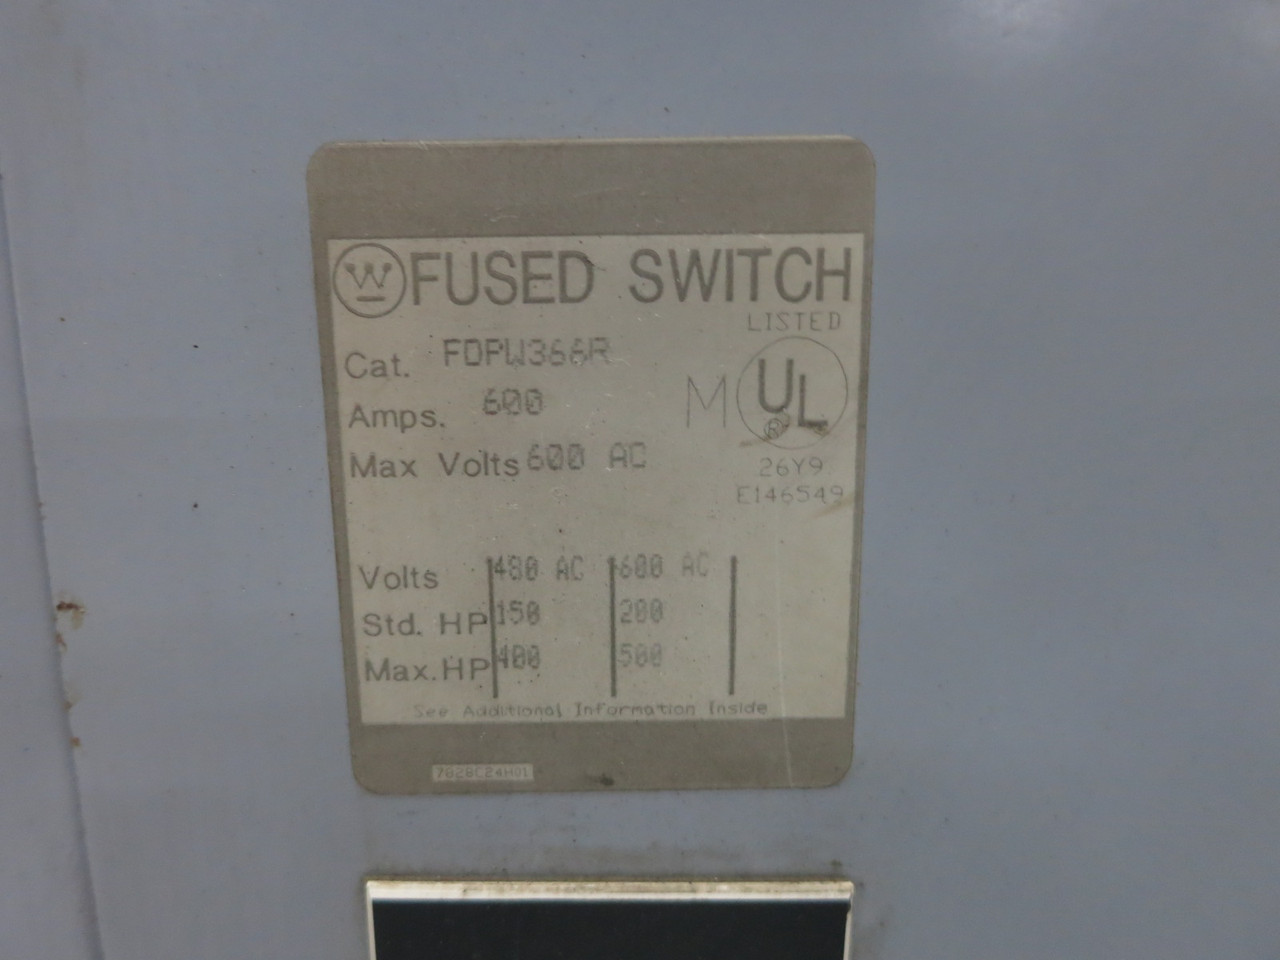 W FUSED SWITCH
LISTED
Cat. FDPW366R
M UL ®
Amps. 600
Max Volts 600 AC
26Y9
E146549
Volts 480 AC 600 AC
Std. HP 150 200
Max. HP 400 500
See Additional Information Inside
7828C24H01